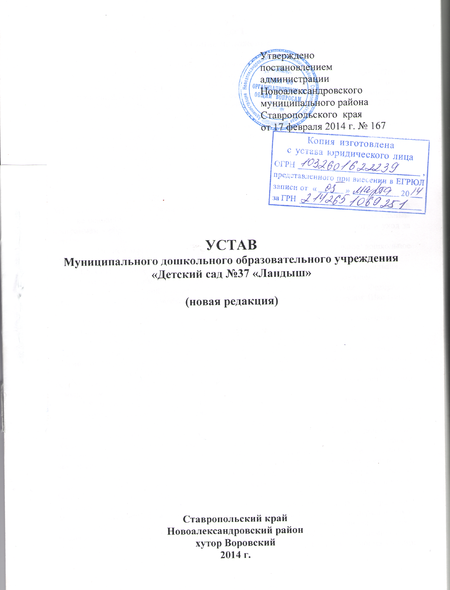 Утверждено
постановлением
администрации
Новоалександровского
муниципального района
Ставропольского края
от 17 февраля 2014 г. № 167
Копия изготовлена
с устава юридического лица
ОГРН 1032601622239
представленного при внесении в ЕГРЮЛ
записи от « 03 » марта 2014
за ГРН 2142651069251
УСТАВ
Муниципального дошкольного образовательного учреждения
«Детский сад №37 «Ландыш»
(новая редакция)
Ставропольский край
Новоалександровский район
хутор Воровский
2014 г.